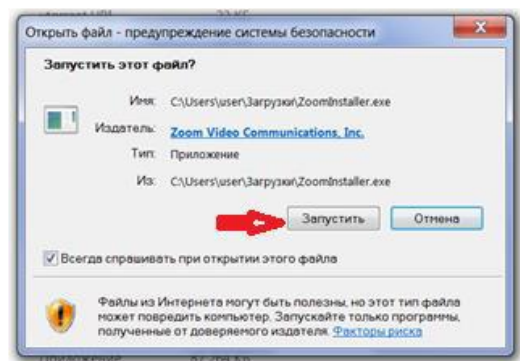 Открыть файл - предупреждение системы безопасности
Запустить этот файл?
Имя: C:\Users\user\Загрузки\ZoomInstaller.exe
Издатель: Zoom Video Communications, Inc.
Тип: Приложение
Из: C:\Users\user\Загрузки\ZoomInstaller.exe
Запустить Отмена
Всегда спрашивать при открытии этого файла
Файлы из Интернета могут быть полезны, но этот тип файла
может повредить компьютер. Запускайте только программы,
полученные от доверяемого издателя. Факторы риска